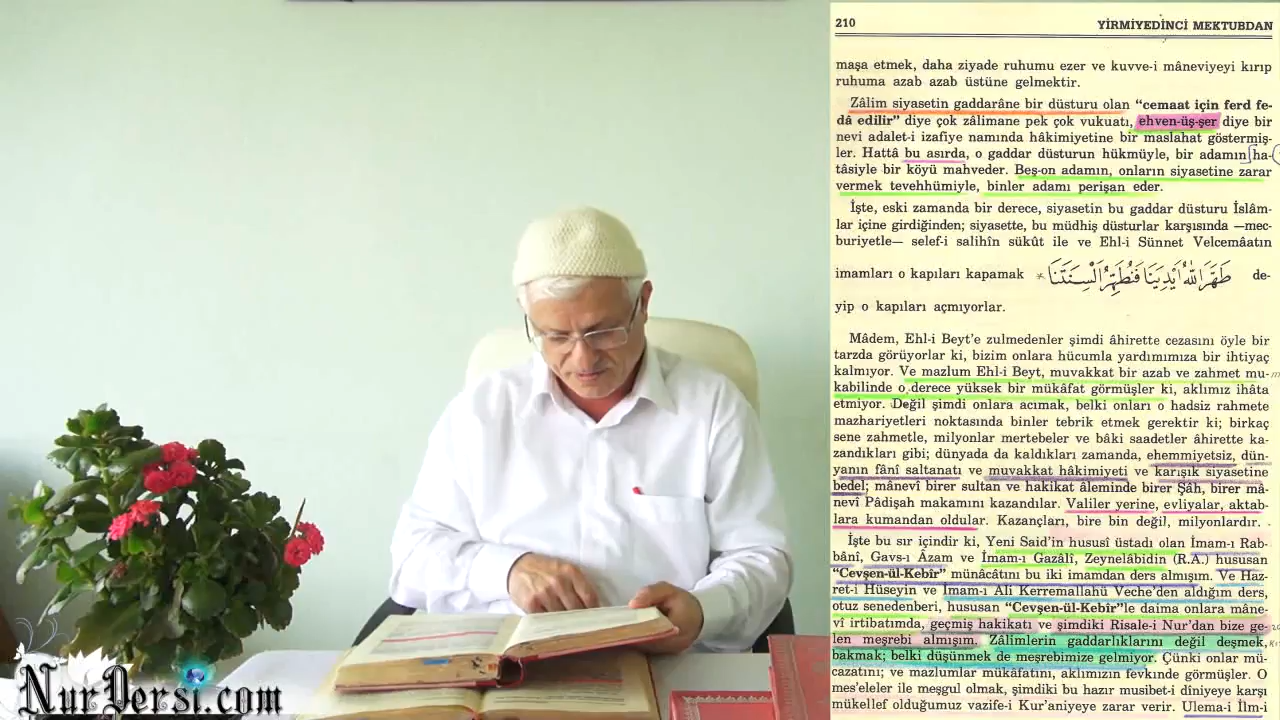 210
YİRMİYEDİNCİ MEKTUBDAN
maşa etmek, daha ziyade ruhumu ezer ve kuvve-i mâneviyeyi kırıp
ruhuma azab azab üstüne gelmektir.
Zâlim siyasetin gaddarâne bir düsturu olan “cemaat için ferd fe-
dâ edilir” diye çok zâlimane pek çok vukuatı, ehven-üş-şer diye bir
nevi adalet-i izafiye namında hâkimiyetine bir maslahat göstermiş-
ler. Hattâ bu asırda, o gaddar düsturun hükmüyle, bir adamın ha-
tâsiyle bir köyü mahveder. Beş-on adamın, onların siyasetine zarar
vermek tevehhümiyle, binler adamı perişan eder.
İşte, eski zamanda bir derece, siyasetin bu gaddar düsturu İslâm-
lar içine girdiğinden; siyasette, bu müdhiş düsturlar karşısında —mec-
buriyetle— selef-i salihîn sükût ile ve Ehl-i Sünnet Velcemâatın
imamları o kapıları kapamak * طَهَّرَ اللّٰهُ اَيْدِيَنَا فَنُطَهِّرُ اَلْسِنَتَنَا de-
yip o kapıları açmıyorlar.
Mâdem, Ehl-i Beyt’e zulmedenler şimdi âhirette cezasını öyle bir
tarzda görüyorlar ki, bizim onlara hücumla yardımımıza bir ihtiyaç
kalmıyor. Ve mazlum Ehl-i Beyt, muvakkat bir azab ve zahmet mu-
kabilinde o derece yüksek bir mükâfat görmüşler ki, aklımız ihâta
etmiyor. Değil şimdi onlara acımak, belki onları o hadsiz rahmete
mazhariyetleri noktasında binler tebrik etmek gerektir ki; birkaç
sene zahmetle, milyonlar mertebeler ve bâki saadetler âhirette ka-
zandıkları gibi; dünyada da kaldıkları zamanda, ehemmiyetsiz, dün-
yanın fânî saltanatı ve muvakkat hâkimiyeti ve karışık siyasetine
bedel; mânevî birer sultan ve hakikat âleminde birer Şâh, birer mâ-
nevî Pâdişah makamını kazandılar. Valiler yerine, evliyalar, aktab-
lara kumandan oldular. Kazançları, bire bin değil, milyonlardır.
İşte bu sır içindir ki, Yeni Said’in hususî üstadı olan İmam-ı Rab-
bânî, Gavs-ı Âzam ve İmam-ı Gazâlî, Zeynelâbidin (R.A.) hususan
“Cevşen-ül-Kebîr” münâcâtını bu iki imamdan ders almışım. Ve Haz-
ret-i Hüseyin ve İmam-ı Ali Kerremallahü Veche’den aldığım ders,
otuz senedenberi, hususan “Cevşen-ül-Kebîr”le daima onlara mâne-
vî irtibatımda, geçmiş hakikatı ve şimdiki Risale-i Nur’dan bize ge-
len meşrebi almışım. Zâlimlerin gaddarlıklarını değil deşmek,
bakmak; belki düşünmek de meşrebimize gelmiyor. Çünki onlar mü-
cazatını; ve mazlumlar mükâfatını, aklımızın fevkında görmüşler. O
mes’eleler ile meşgul olmak, şimdiki bu hazır musibet-i dîniyeye karşı
mükellef olduğumuz vazife-i Kur’aniyeye zarar verir. Ulema-i İlm-i
NurDersi.com